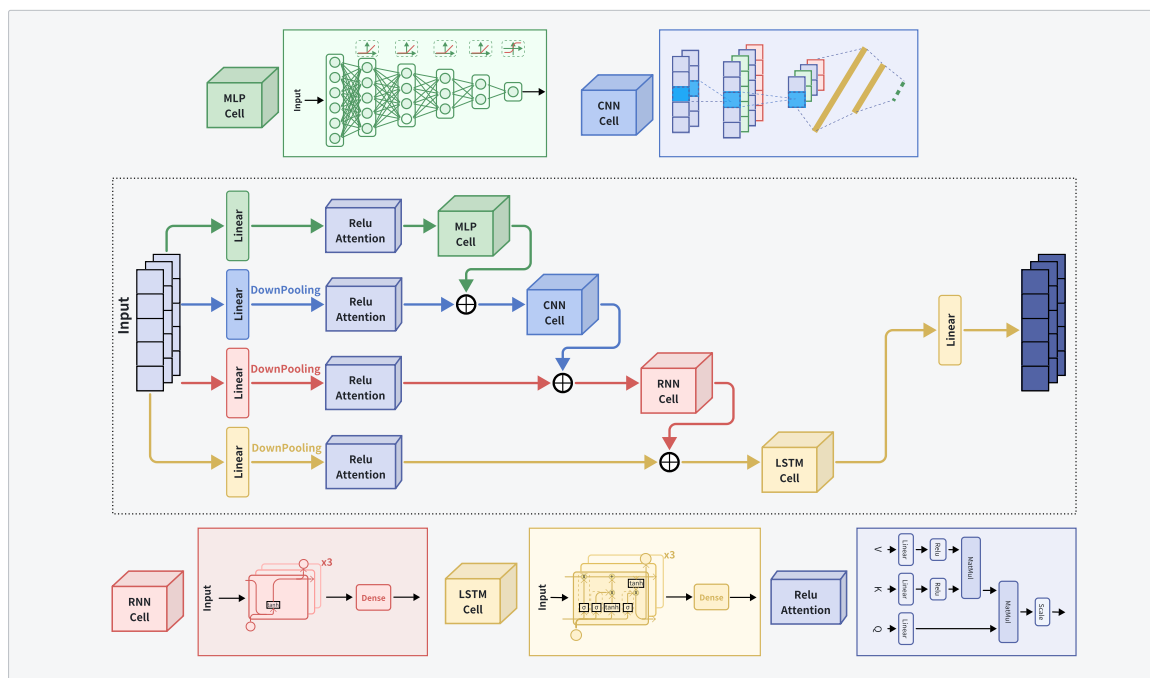 MLP
Cell
Input
CNN
Cell
Input
Linear
Relu
Attention
MLP
Cell
Linear
DownPooling
Relu
Attention
CNN
Cell
Linear
DownPooling
Relu
Attention
RNN
Cell
Linear
DownPooling
Relu
Attention
LSTM
Cell
Linear
RNN
Cell
Input
tanh
x3
Dense
LSTM
Cell
Input
σ
σ
tanh
σ
tanh
x3
Dense
Relu
Attention
V
Linear
Relu
MatMul
K
Linear
Relu
MatMul
Scale
Q
Linear